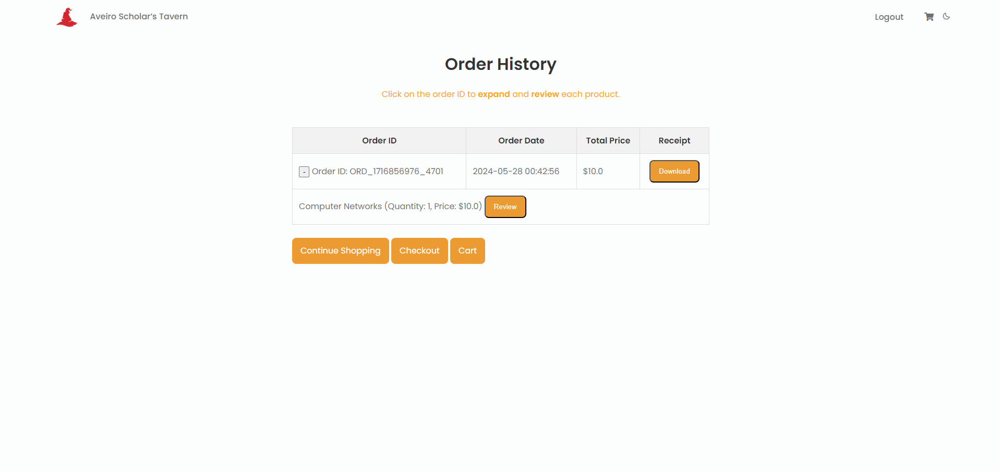 Aveiro Scholar’s Tavern
Logout
Order History
Click on the order ID to expand and review each product.
Order ID Order Date Total Price Receipt
- Order ID: ORD_1716856976_4701 2024-05-28 00:42:56 $10.0 Download
Computer Networks (Quantity: 1, Price: $10.0) Review
Continue Shopping Checkout Cart